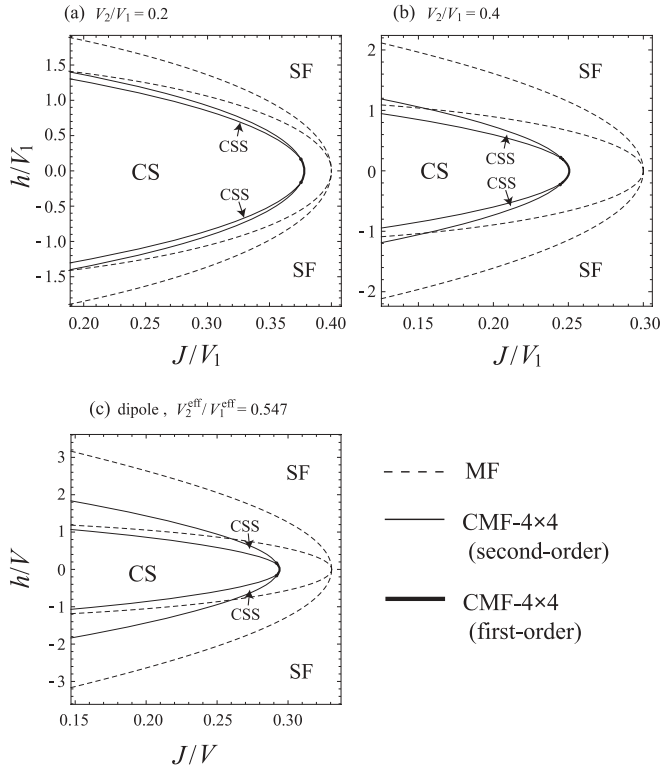 (a) V₂/V₁ = 0.2
1.5
1.0
0.5
0.0
-0.5
-1.0
-1.5
h/V₁
SF
CSS
CS
CSS
SF
0.20 0.25 0.30 0.35 0.40
J/V₁
(b) V₂/V₁ = 0.4
2
1
0
-1
-2
SF
CSS
CS
CSS
SF
0.20 0.25 0.30
J/V₁
(c) dipole , V₂^eff/V₁^eff = 0.547
3
2
1
0
-1
-2
-3
h/V
SF
CSS
CS
CSS
SF
0.15 0.20 0.25 0.30
J/V
MF
CMF-4×4
(second-order)
CMF-4×4
(first-order)